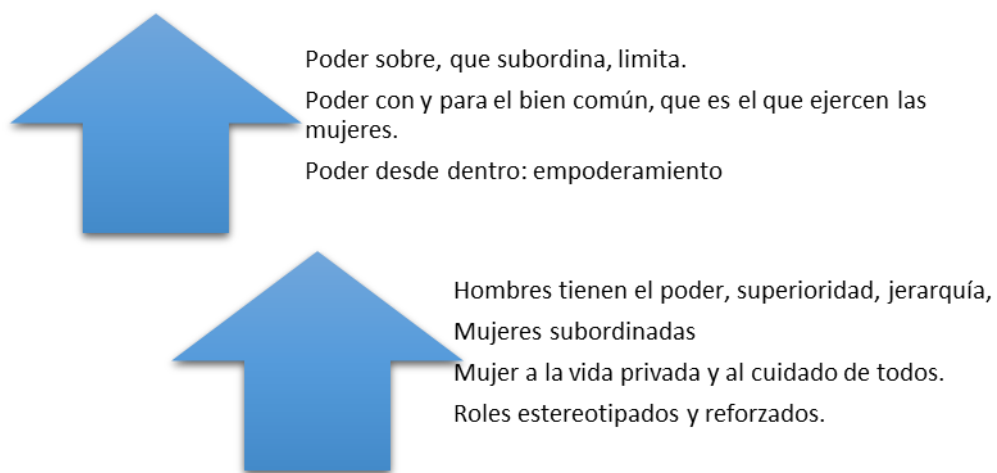 Poder sobre, que subordina, limita.
Poder con y para el bien común, que es el que ejercen las
mujeres.
Poder desde dentro: empoderamiento
Hombres tienen el poder, superioridad, jerarquía,
Mujeres subordinadas
Mujer a la vida privada y al cuidado de todos.
Roles estereotipados y reforzados.